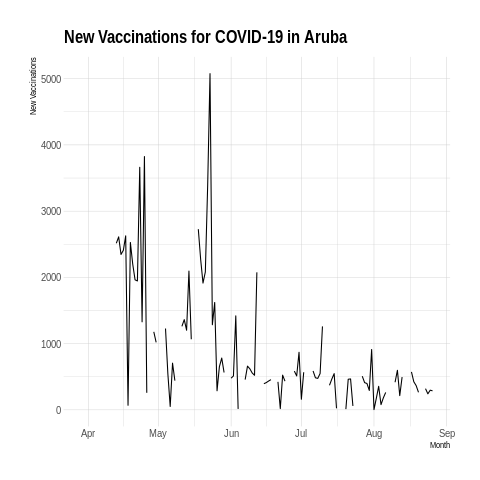 New Vaccinations for COVID-19 in Aruba
New Vaccinations
5000
4000
3000
2000
1000
0
Apr May Jun Jul Aug Sep
Month